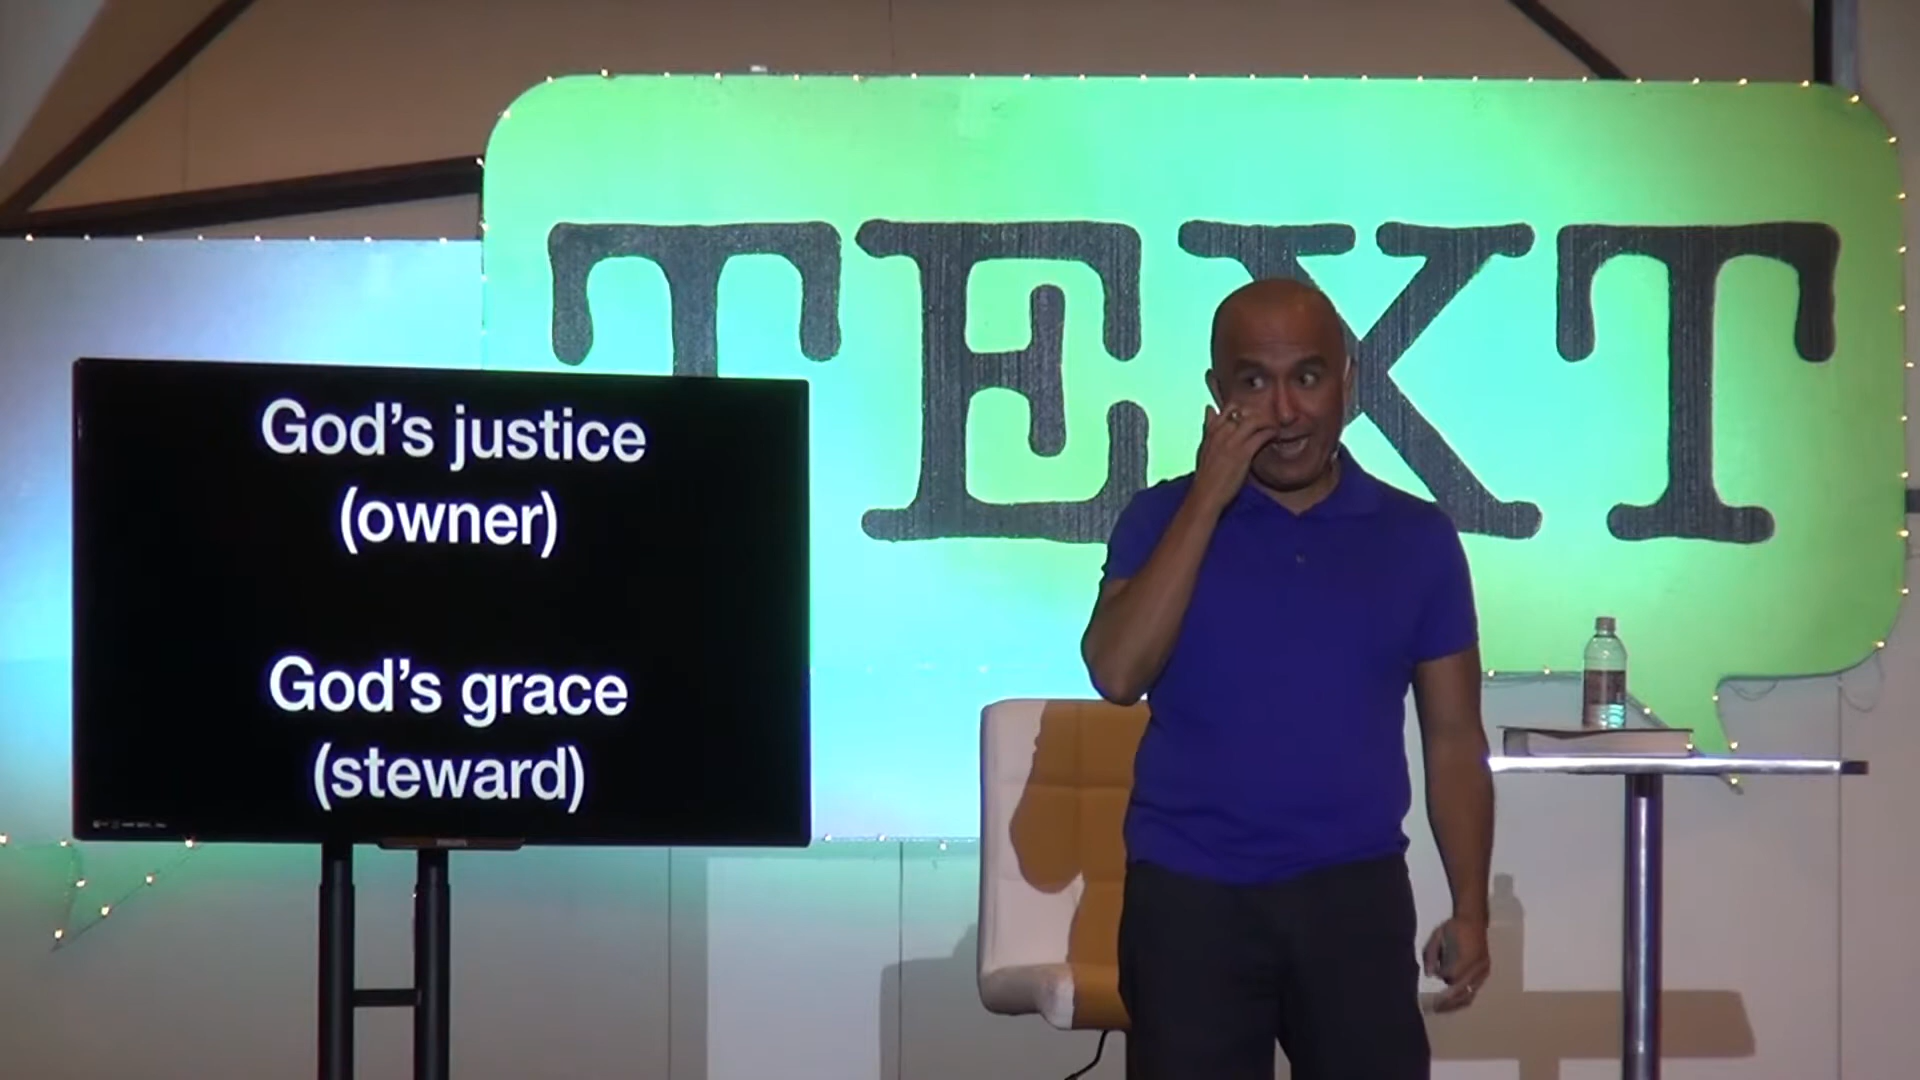 TEXT
God's justice
(owner)
God's grace
(steward)